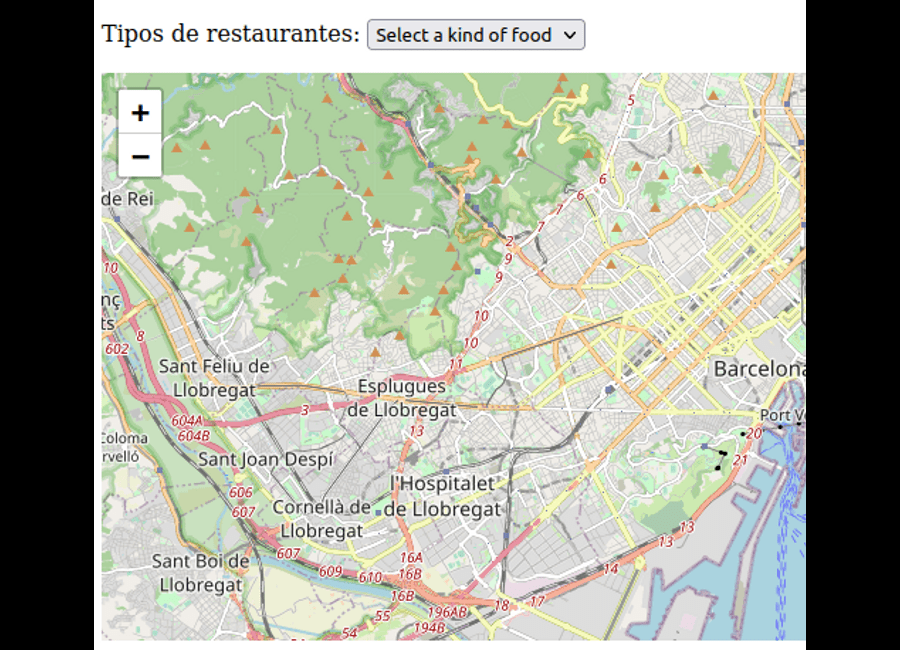 Tipos de restaurantes: Select a kind of food
+
−
5
6
6
7
7
de Rei
2
9
9
10
nç
ts
8
10
602
10
11
Sant Feliu de
Llobregat
Esplugues
de Llobregat
Barcelona
3
604A
604B
13
Port V
20
Coloma
rvelló
Sant Joan Despí
21
606
607
l'Hospitalet
de Llobregat
Cornellà de
Llobregat
13
13
607
Sant Boi de
Llobregat
609
610
16A
16B
14
16B
18
17
55
196AB
54
194B